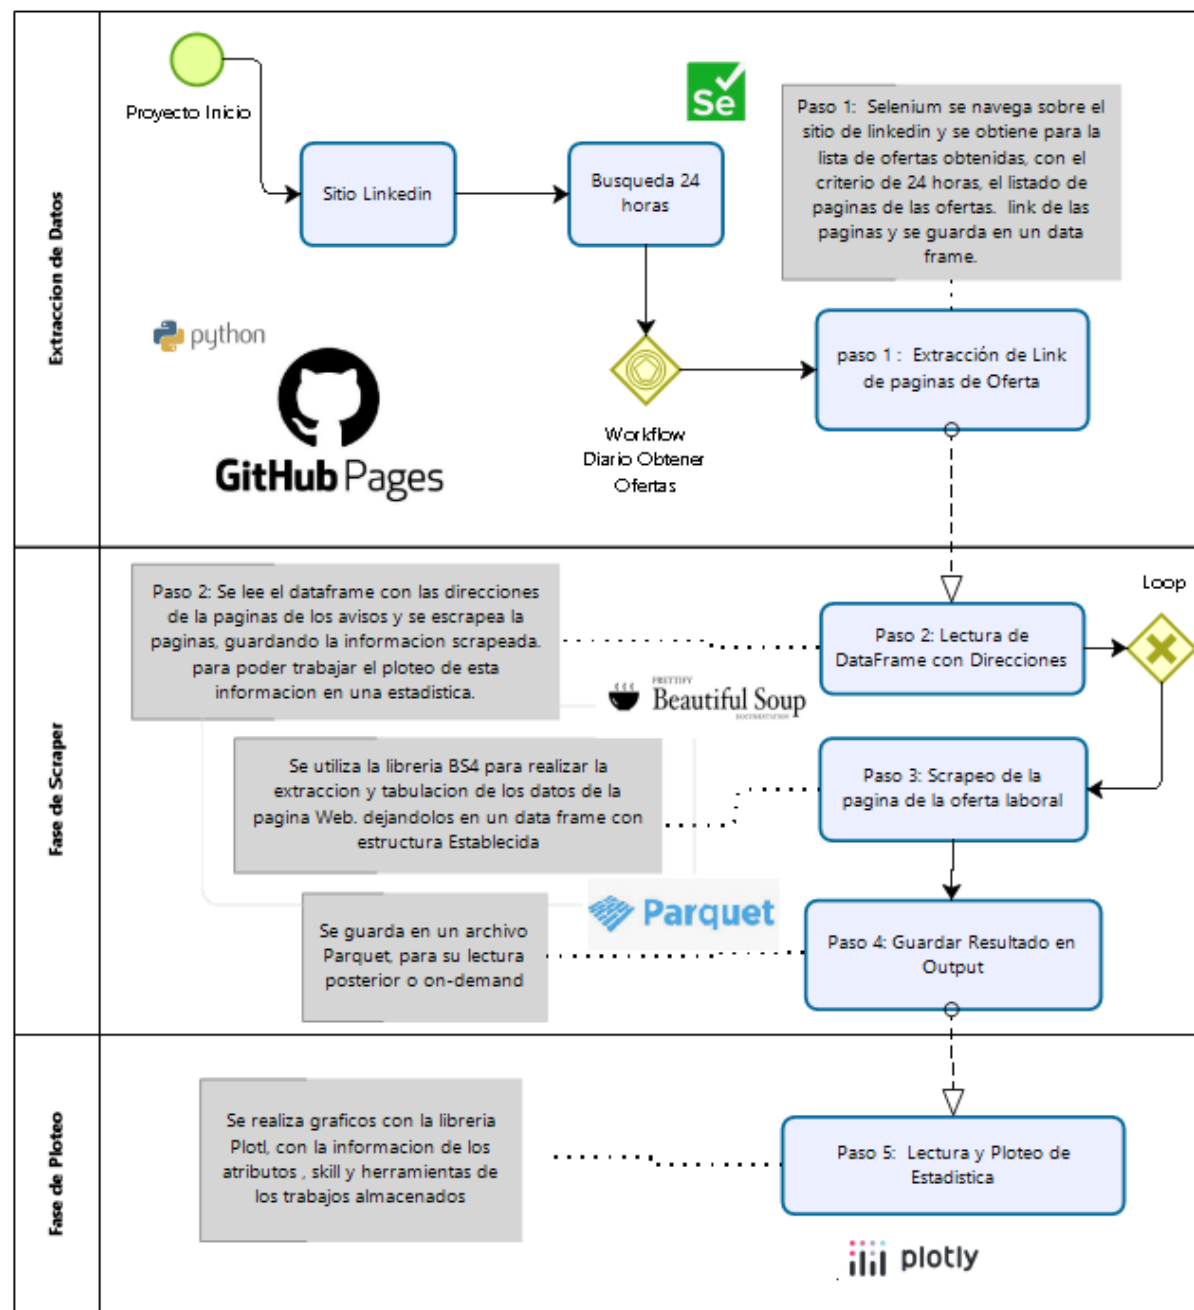 Extraccion de Datos
Proyecto Inicio
Sitio Linkedin
Se
Busqueda 24
horas
Paso 1:  Selenium se navega sobre el
sitio de linkedin y se obtiene para la
lista de ofertas obtenidas, con el
criterio de 24 horas, el listado de
paginas de las ofertas.  link de las
paginas y se guarda en un data
frame.
python
GitHub Pages
Workflow
Diario Obtener
Ofertas
paso 1 :  Extracción de Link
de paginas de Oferta
Fase de Scraper
Paso 2: Se lee el dataframe con las direcciones
de la paginas de los avisos y se escrapea la
paginas, guardando la informacion scrapeada.
para poder trabajar el ploteo de esta
informacion en una estadistica.
Paso 2: Lectura de
DataFrame con Direcciones
Loop
PRETTIFY
Beautiful Soup
DOCUMENTATION
Se utiliza la libreria BS4 para realizar la
extraccion y tabulacion de los datos de la
pagina Web. dejandolos en un data frame con
estructura Establecida
Paso 3: Scrapeo de la
pagina de la oferta laboral
Parquet
Se guarda en un archivo
Parquet, para su lectura
posterior o on-demand
Paso 4: Guardar Resultado en
Output
Fase de Ploteo
Se realiza graficos con la libreria
Plotl, con la informacion de los
atributos , skill y herramientas de
los trabajos almacenados
Paso 5:  Lectura y Ploteo de
Estadistica
plotly